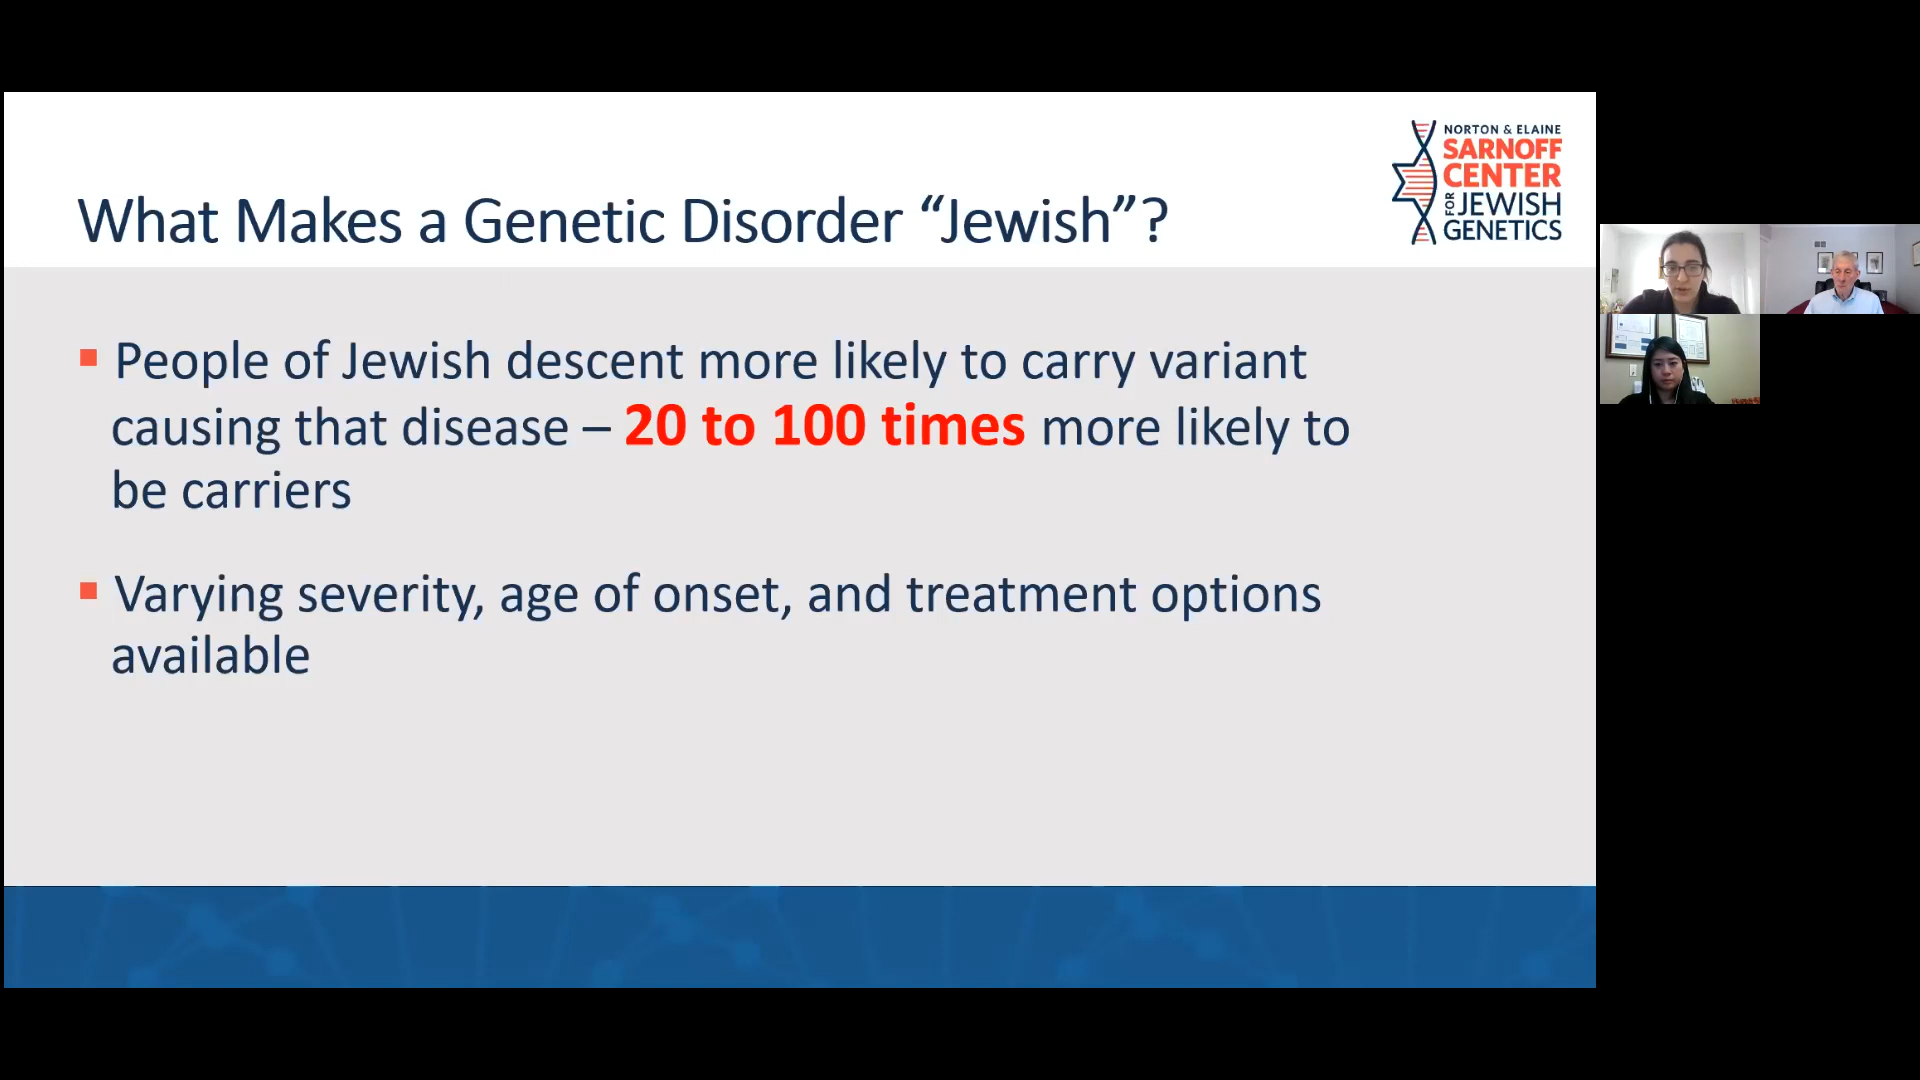 What Makes a Genetic Disorder “Jewish”?
NORTON & ELAINE
SARNOFF
CENTER
FOR JEWISH
GENETICS
▪ People of Jewish descent more likely to carry variant
causing that disease – 20 to 100 times more likely to
be carriers
▪ Varying severity, age of onset, and treatment options
available